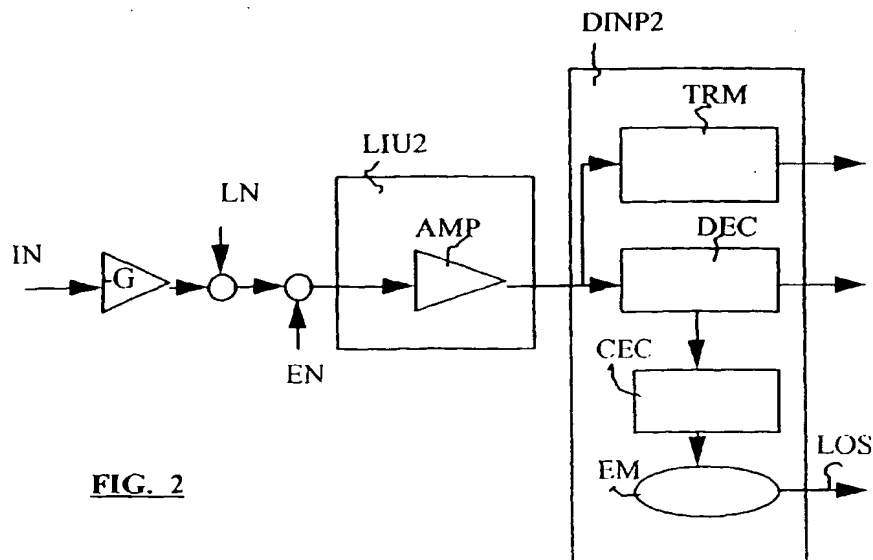 DINP2
TRM
LIU2
LN
AMP
DEC
IN
G
EN
CEC
LOS
EM
FIG. 2